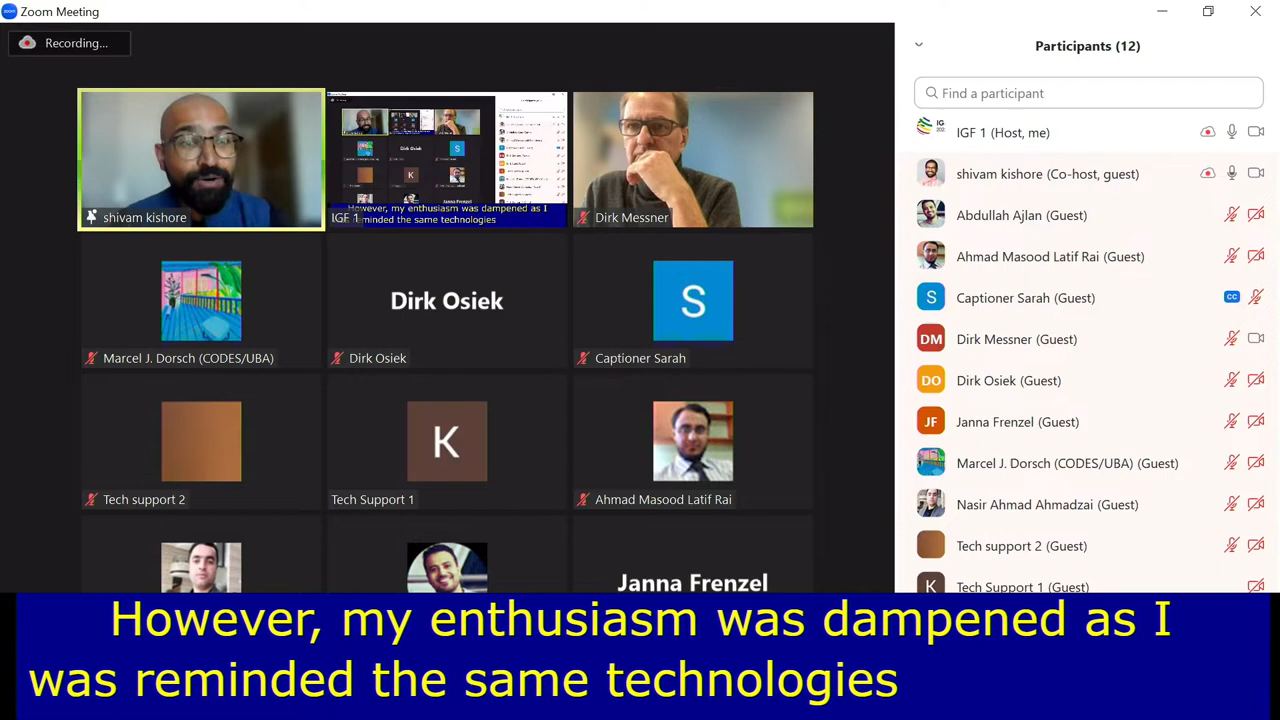 Zoom Meeting
Recording...
shivam kishore
IGF 1
However, my enthusiasm was dampened as I
reminded the same technologies
Dirk Osiek
Janna Frenzel
Dirk Messner
Marcel J. Dorsch (CODES/UBA)
Dirk Osiek
Dirk Osiek
S
Captioner Sarah
Tech support 2
K
Tech Support 1
Ahmad Masood Latif Rai
Janna Frenzel
Participants (12)
Find a participant
IG
IGF 1 (Host, me)
shivam kishore (Co-host, guest)
Abdullah Ajlan (Guest)
Ahmad Masood Latif Rai (Guest)
S Captioner Sarah (Guest) CC
DM Dirk Messner (Guest)
DO Dirk Osiek (Guest)
JF Janna Frenzel (Guest)
Marcel J. Dorsch (CODES/UBA) (Guest)
Nasir Ahmad Ahmadzai (Guest)
Tech support 2 (Guest)
K Tech Support 1 (Guest)
However, my enthusiasm was dampened as I
was reminded the same technologies